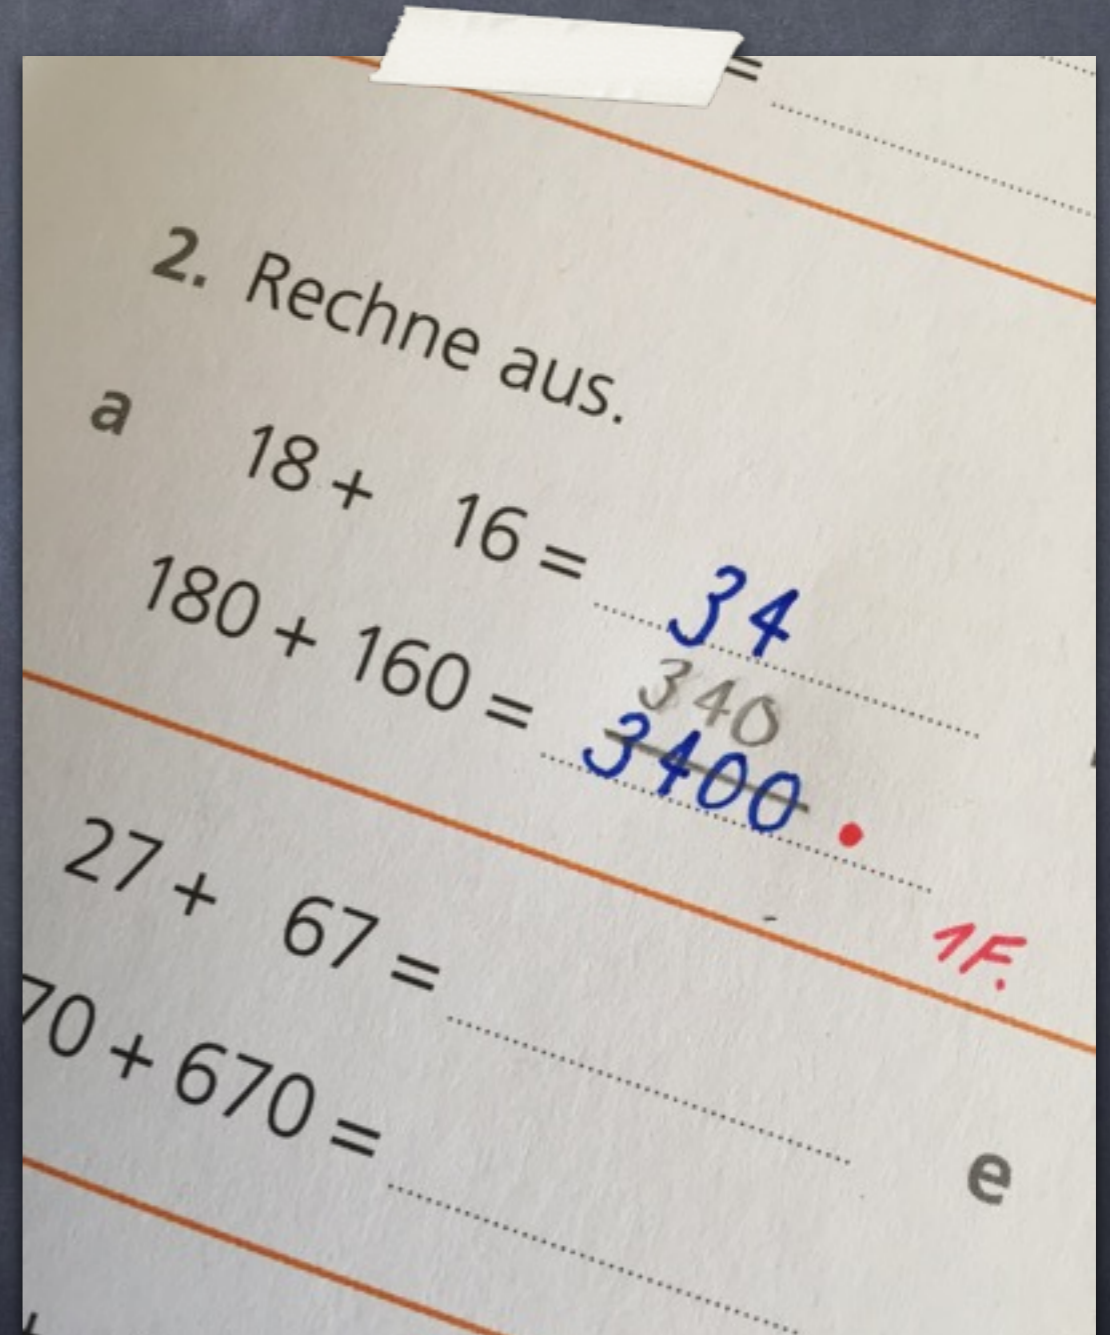 =
2. Rechne aus.
a 18 + 16 = 34
340
180 + 160 = 3400 .
1F.
27 + 67 =
70 + 670 =
e
+